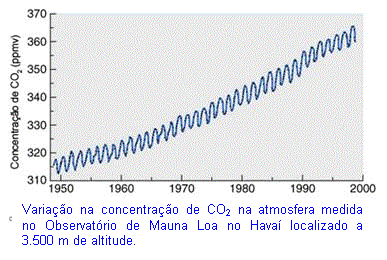 370
360
350
340
330
320
310
Concentração de CO2 (ppmv)
1950 1960 1970 1980 1990 2000
c Variação na concentração de CO2 na atmosfera medida
no Observatório de Mauna Loa no Havaí localizado a
3.500 m de altitude.